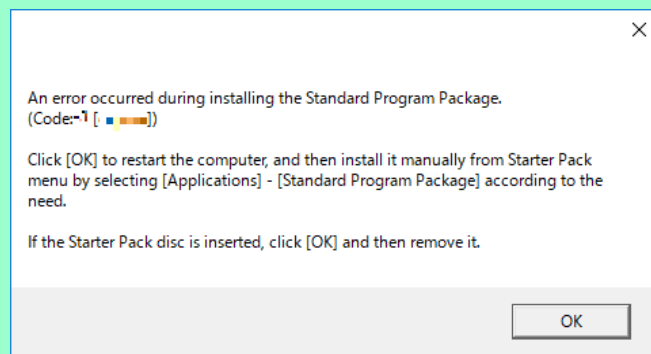 An error occurred during installing the Standard Program Package.
(Code:-1 [ ])
Click [OK] to restart the computer, and then install it manually from Starter Pack
menu by selecting [Applications] - [Standard Program Package] according to the
need.
If the Starter Pack disc is inserted, click [OK] and then remove it.
OK